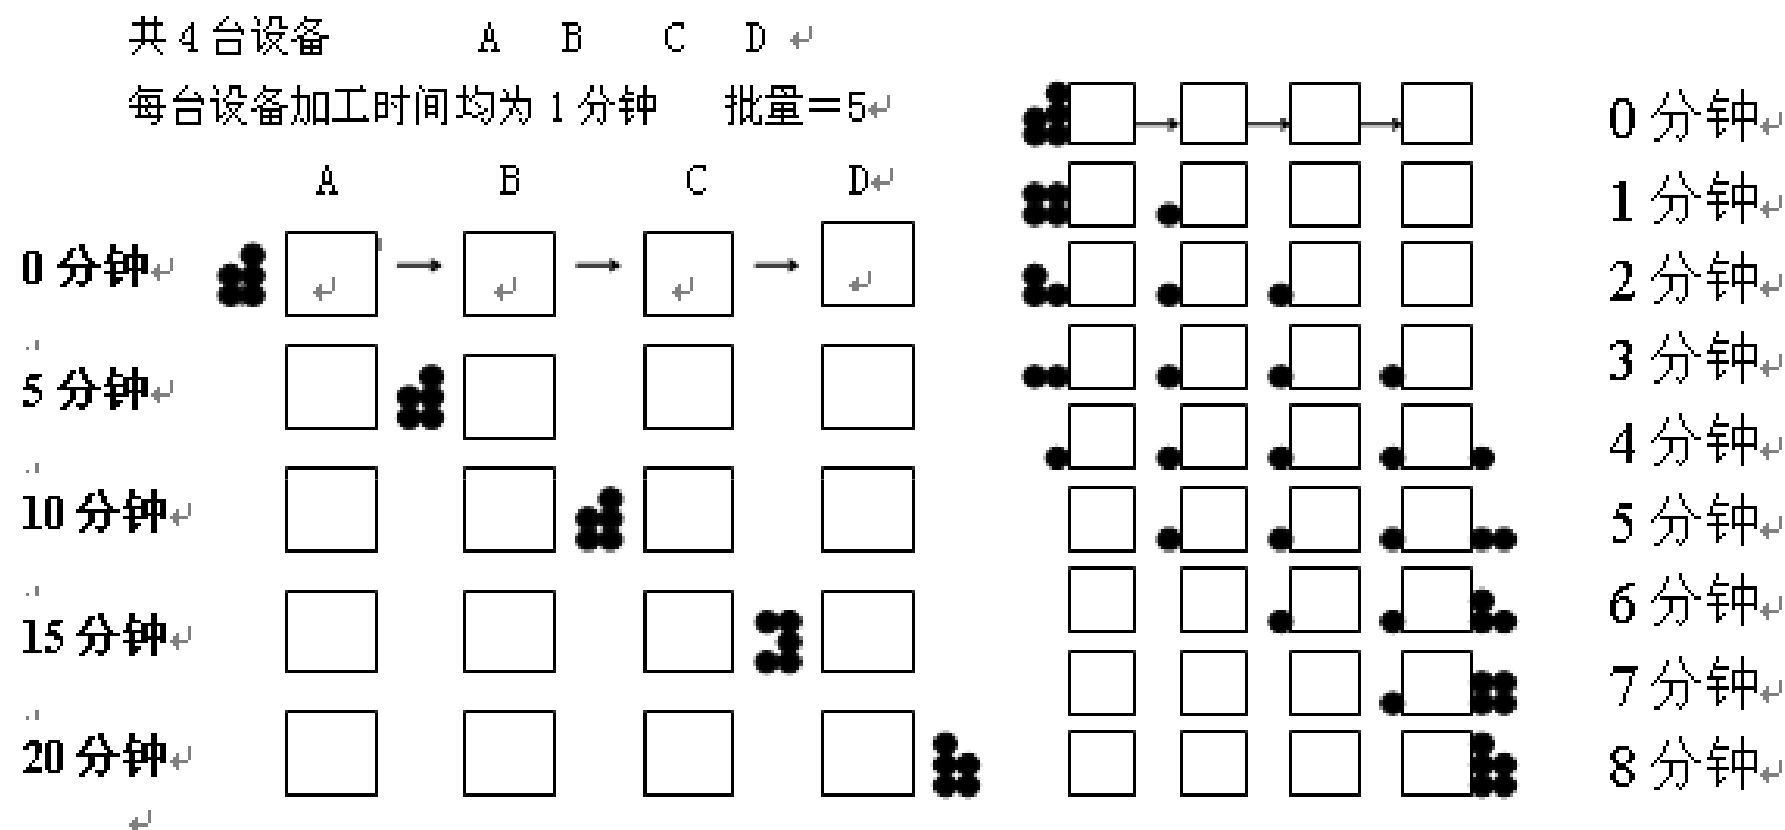 共 4 台设备 A B C D
每台设备加工时间均为 1 分钟 批量＝5
A B C D
0 分钟
5 分钟
10 分钟
15 分钟
20 分钟
0 分钟
1 分钟
2 分钟
3 分钟
4 分钟
5 分钟
6 分钟
7 分钟
8 分钟